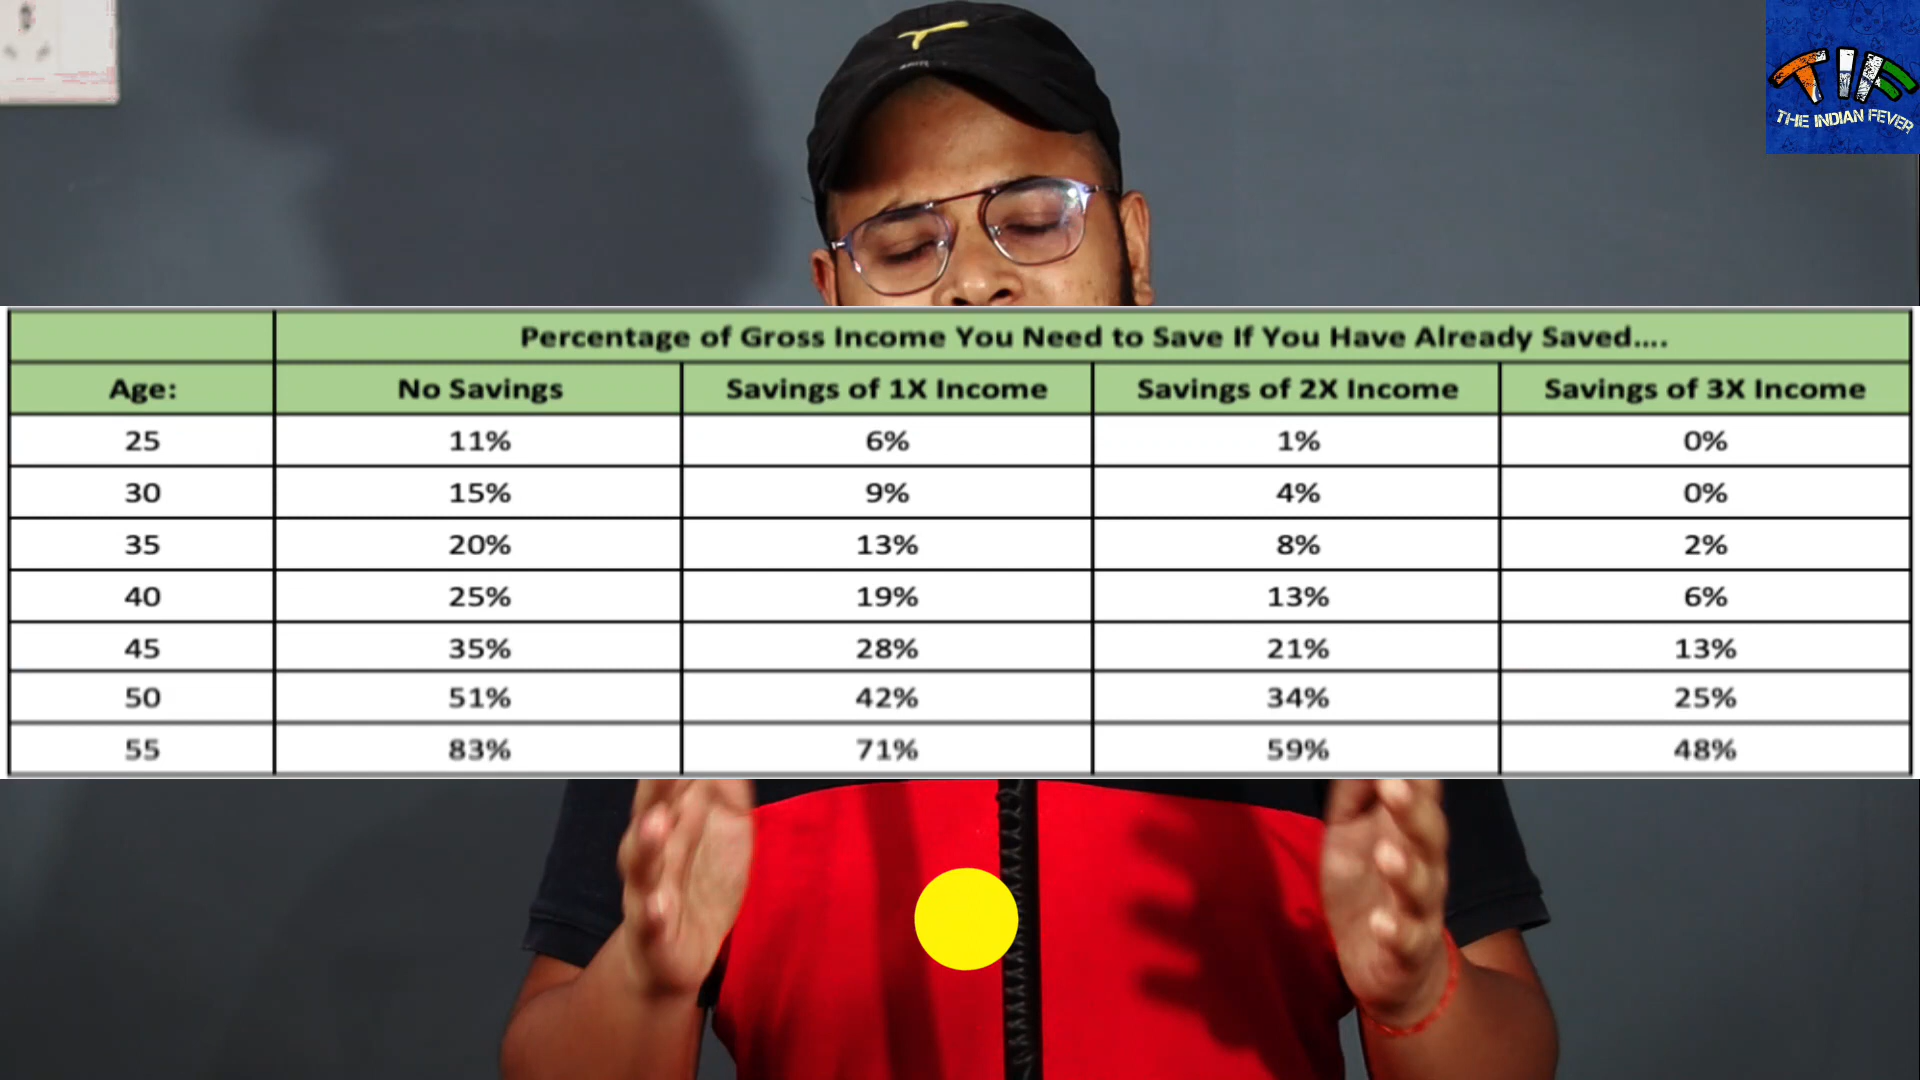 TIF
THE INDIAN FEVER
Percentage of Gross Income You Need to Save If You Have Already Saved....
Age: No Savings Savings of 1X Income Savings of 2X Income Savings of 3X Income
25 11% 6% 1% 0%
30 15% 9% 4% 0%
35 20% 13% 8% 2%
40 25% 19% 13% 6%
45 35% 28% 21% 13%
50 51% 42% 34% 25%
55 83% 71% 59% 48%